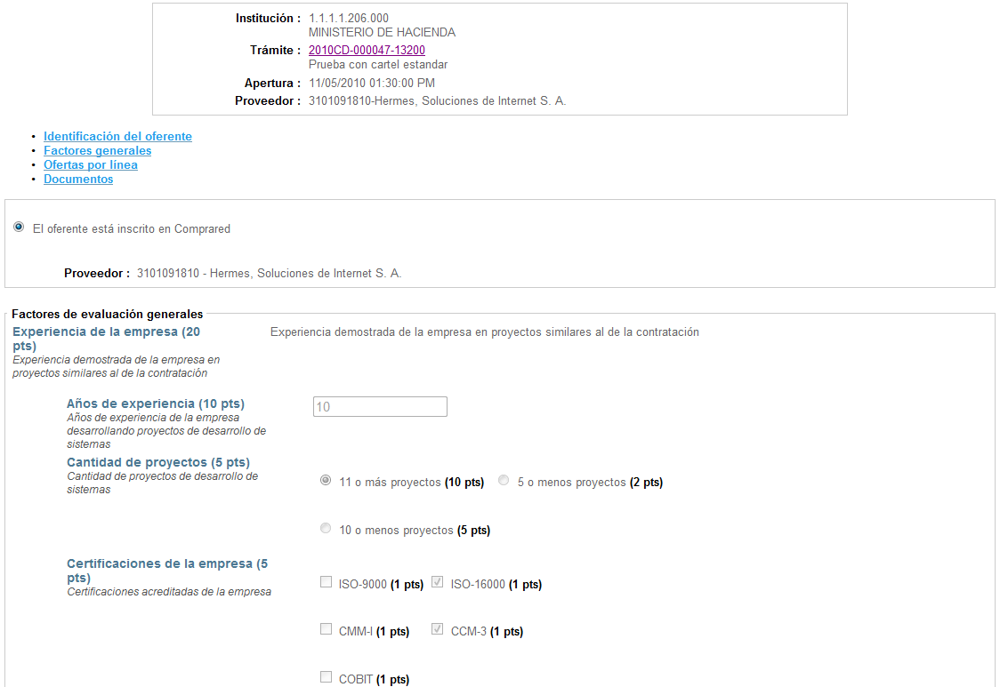 Institución : 1.1.1.1.206.000
MINISTERIO DE HACIENDA
Trámite : 2010CD-000047-13200
Prueba con cartel estandar
Apertura : 11/05/2010 01:30:00 PM
Proveedor : 3101091810-Hermes, Soluciones de Internet S. A.
• Identificación del oferente
• Factores generales
• Ofertas por línea
• Documentos
El oferente está inscrito en Comprared
Proveedor : 3101091810 - Hermes, Soluciones de Internet S. A.
Factores de evaluación generales
Experiencia de la empresa (20
pts)
Experiencia demostrada de la empresa en
proyectos similares al de la contratación
Experiencia demostrada de la empresa en proyectos similares al de la contratación
Años de experiencia (10 pts)
Años de experiencia de la empresa
desarrollando proyectos de desarrollo de
sistemas
10
Cantidad de proyectos (5 pts)
Cantidad de proyectos de desarrollo de
sistemas
11 o más proyectos (10 pts) 5 o menos proyectos (2 pts)
10 o menos proyectos (5 pts)
Certificaciones de la empresa (5
pts)
Certificaciones acreditadas de la empresa
ISO-9000 (1 pts) ISO-16000 (1 pts)
CMM-I (1 pts) CCM-3 (1 pts)
COBIT (1 pts)